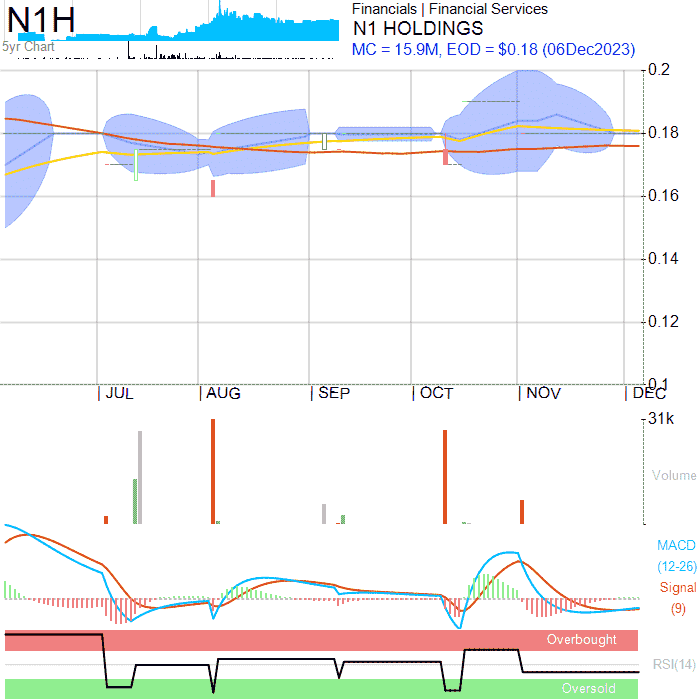 N1H
5yr Chart
Financials | Financial Services
N1 HOLDINGS
MC = 15.9M, EOD = $0.18 (06Dec2023)
0.2
0.18
0.16
0.14
0.12
0.1
JUL AUG SEP OCT NOV DEC
31k
Volume
MACD
(12-26)
Signal
(9)
Overbought
RSI(14)
Oversold